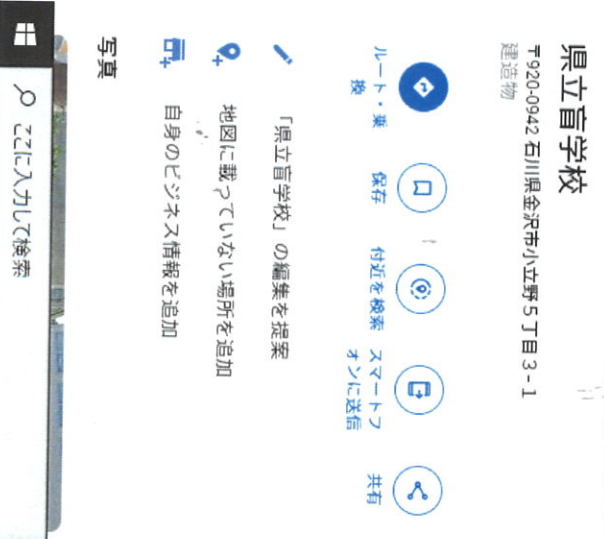 県立盲学校
〒920-0942 石川県金沢市小立野5丁目3-1
建造物
ルート・乗換
保存
付近を検索
スマートフォンに送信
共有
「県立盲学校」の編集を提案
地図に載っていない場所を追加
自身のビジネス情報を追加
写真
ここに入力して検索